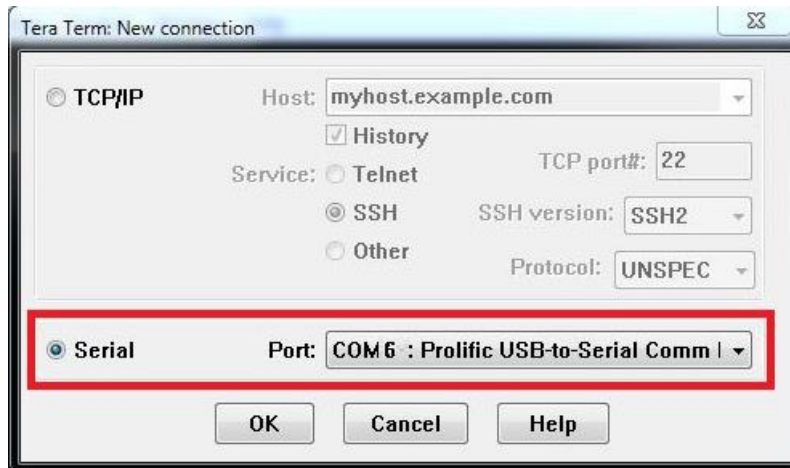 Tera Term: New connection
TCP/IP
Host: myhost.example.com
History
Service: Telnet
TCP port#: 22
SSH
SSH version: SSH2
Other
Protocol: UNSPEC
Serial
Port: COM6 : Prolific USB-to-Serial Comm
OK Cancel Help